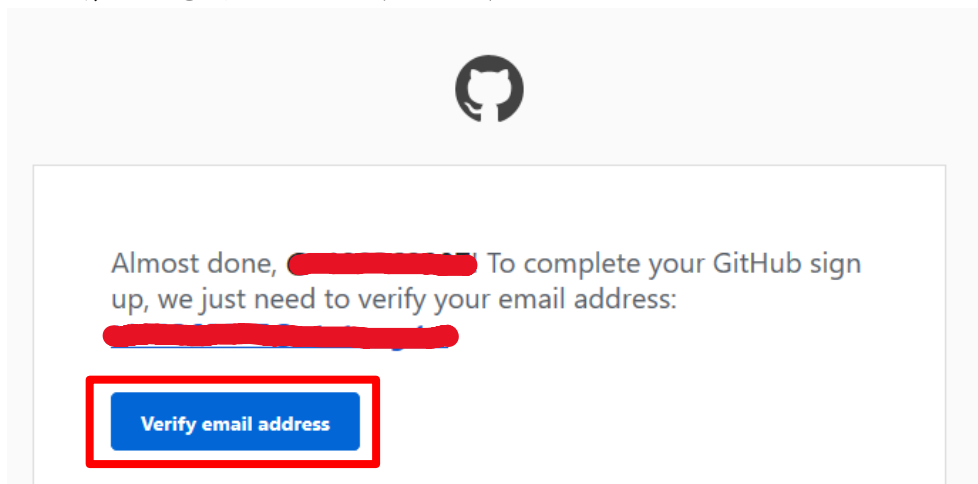 Almost done, To complete your GitHub sign
up, we just need to verify your email address:
Verify email address